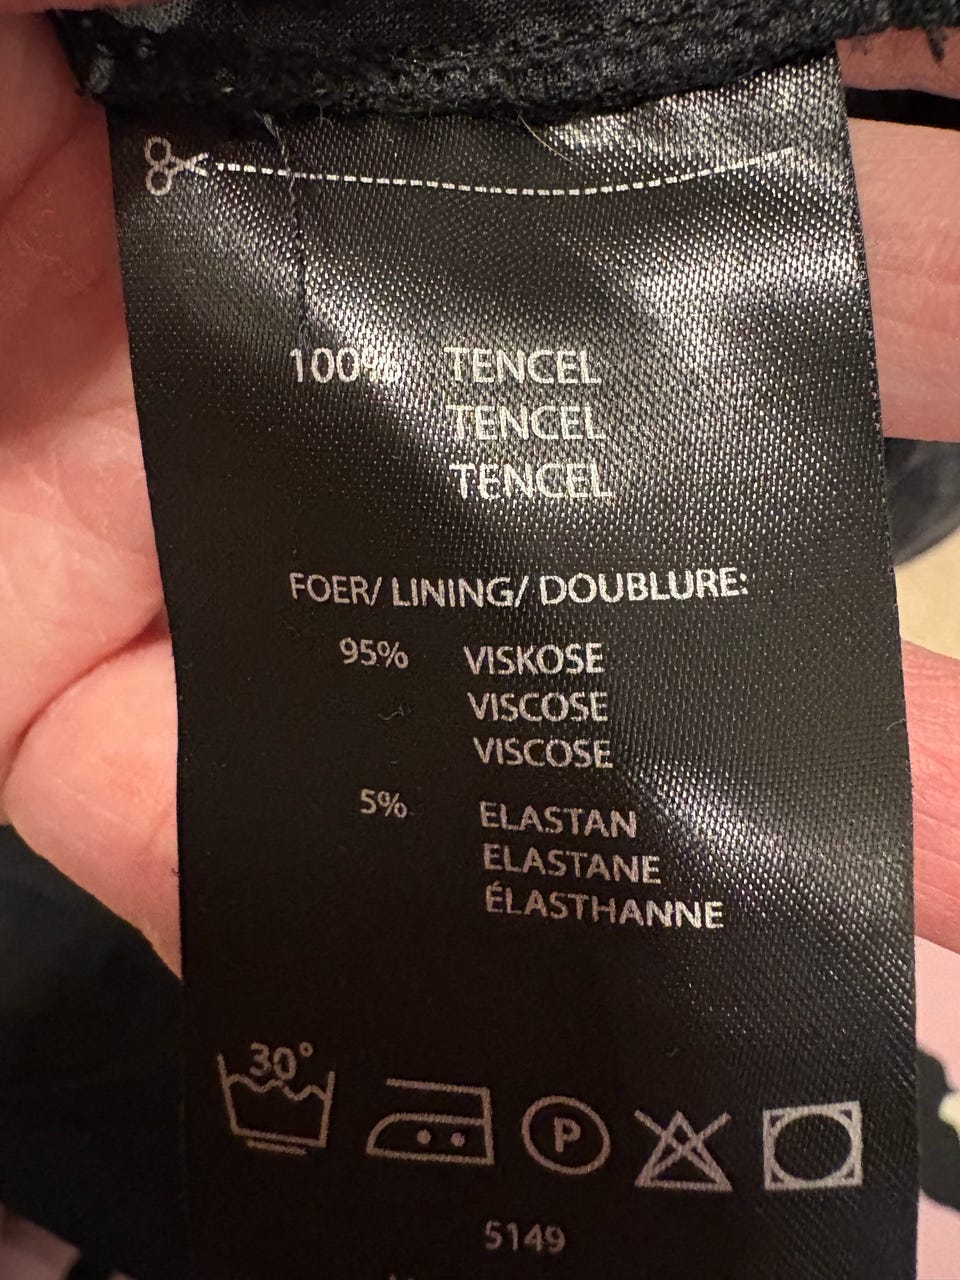 100% TENCEL
TENCEL
TENCEL
FOER/ LINING/ DOUBLURE:
95% VISKOSE
VISCOSE
VISCOSE
5% ELASTAN
ELASTANE
ÉLASTHANNE
30°
P
5149